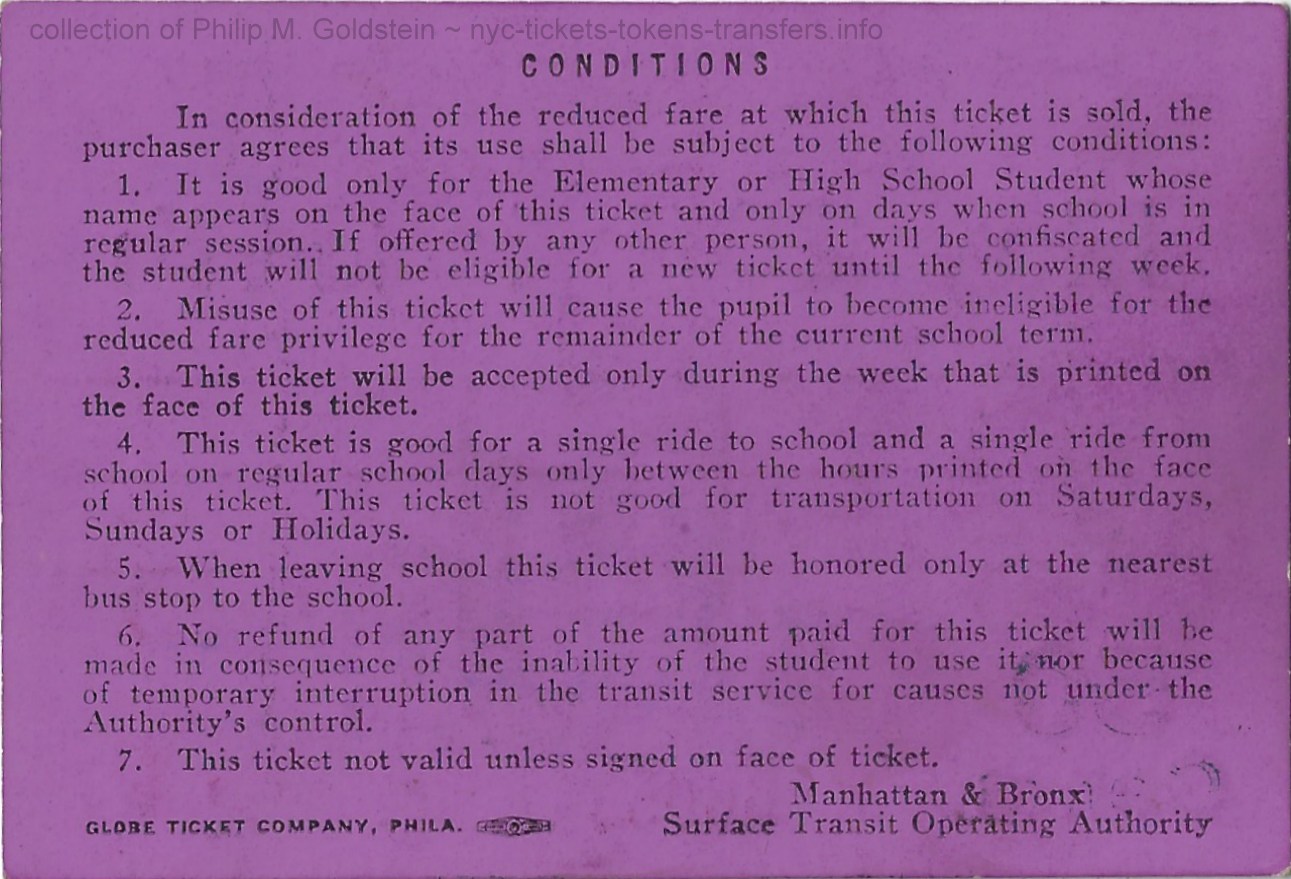 collection of Philip M. Goldstein ~ nyc-tickets-tokens-transfers.info
CONDITIONS
In consideration of the reduced fare at which this ticket is sold, the
purchaser agrees that its use shall be subject to the following conditions:
1. It is good only for the Elementary or High School Student whose
name appears on the face of this ticket and only on days when school is in
regular session. If offered by any other person, it will be confiscated and
the student will not be eligible for a new ticket until the following week.
2. Misuse of this ticket will cause the pupil to become ineligible for the
reduced fare privilege for the remainder of the current school term.
3. This ticket will be accepted only during the week that is printed on
the face of this ticket.
4. This ticket is good for a single ride to school and a single ride from
school on regular school days only between the hours printed on the face
of this ticket. This ticket is not good for transportation on Saturdays,
Sundays or Holidays.
5. When leaving school this ticket will be honored only at the nearest
bus stop to the school.
6. No refund of any part of the amount paid for this ticket will be
made in consequence of the inability of the student to use it, nor because
of temporary interruption in the transit service for causes not under the
Authority's control.
7. This ticket not valid unless signed on face of ticket.
Manhattan & Bronx
Surface Transit Operating Authority
GLOBE TICKET COMPANY, PHILA.